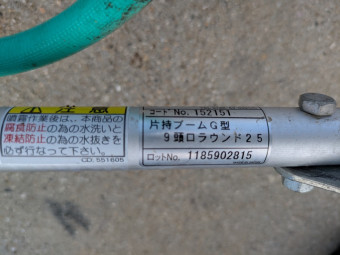 注意
噴霧作業後は、本商品の
腐食防止の為の水洗いと
凍結防止の為の水抜きを
必ず行なって下さい。
CD.551605
コードNo. 152151
片持ブームG型
9頭口ラウンド25
ロットNo. 1185902815